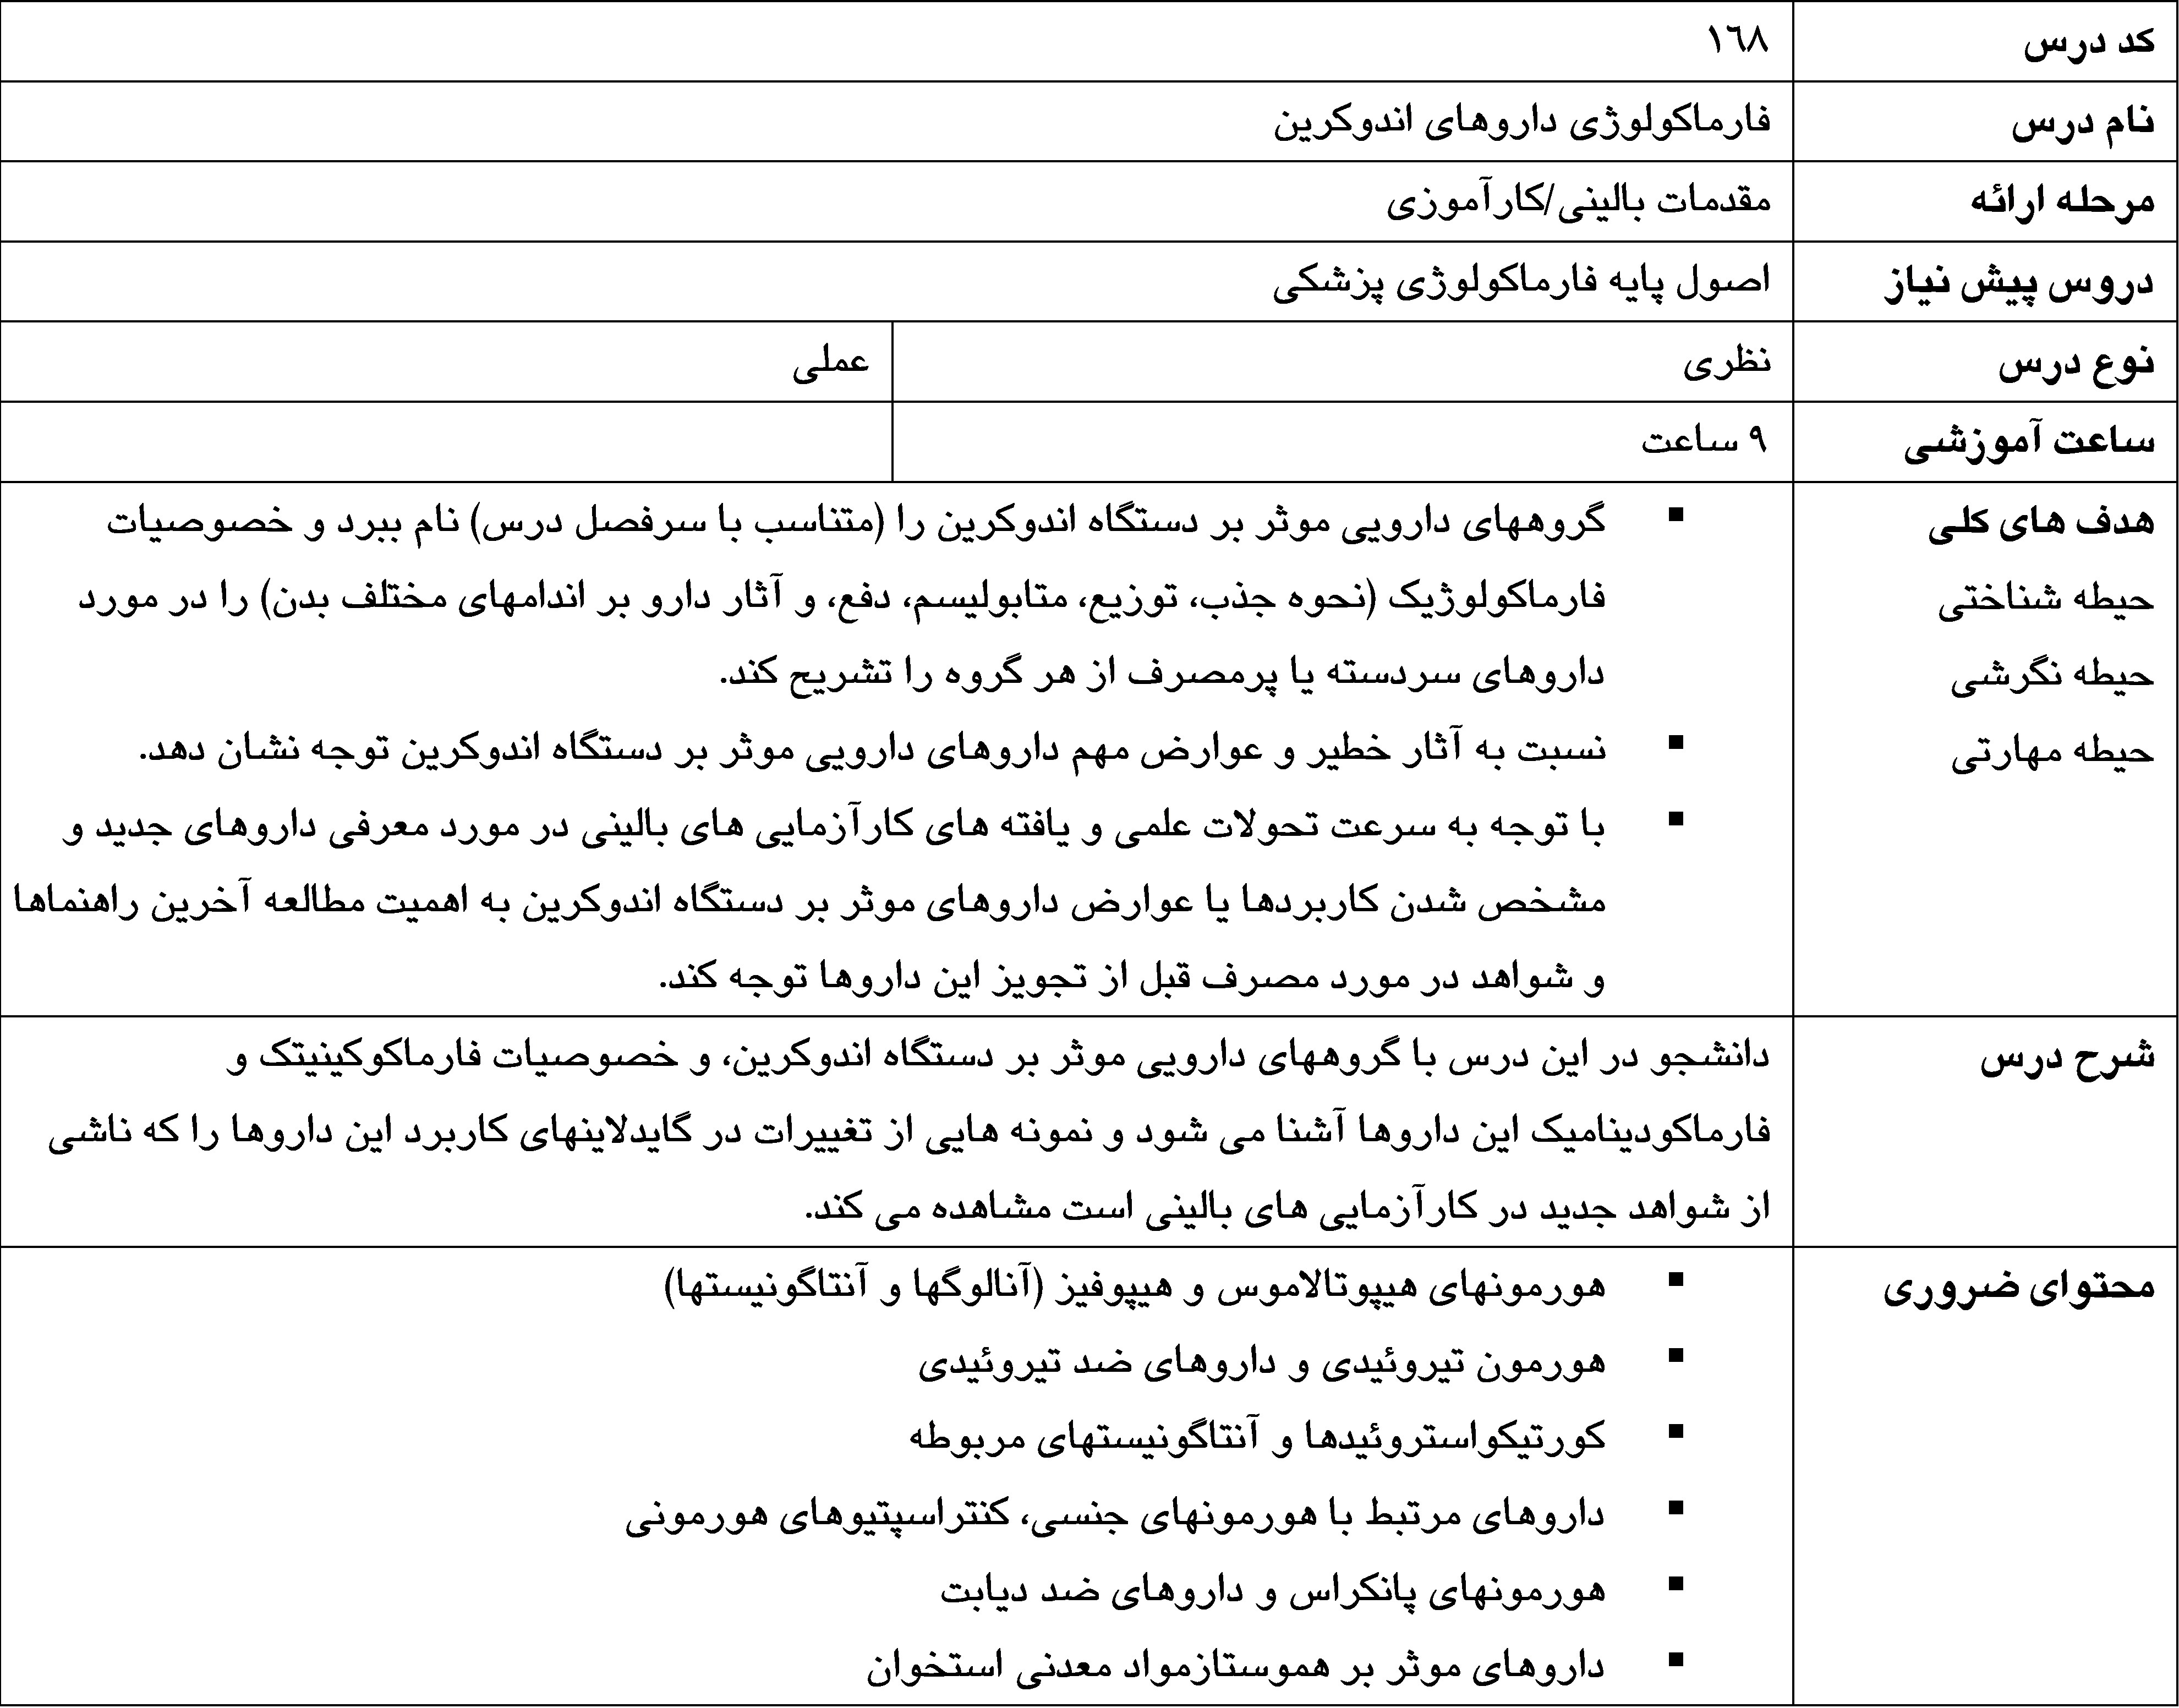 کد درس ۱٦۸
نام درس فارماکولوژی داروهای اندوکرین
مرحله ارائه مقدمات بالینی/کارآموزی
دروس پیش نیاز اصول پایه فارماکولوژی پزشکی
نوع درس نظری عملی
ساعت آموزشی ۹ ساعت
هدف های کلی
حیطه شناختی
حیطه نگرشی
حیطه مهارتی
▪ گروههای دارویی موثر بر دستگاه اندوکرین را (متناسب با سرفصل درس) نام ببرد و خصوصیات
فارماکولوژیک (نحوه جذب، توزیع، متابولیسم، دفع، و آثار دارو بر اندامهای مختلف بدن) را در مورد
داروهای سردسته یا پرمصرف از هر گروه را تشریح کند.
▪ نسبت به آثار خطیر و عوارض مهم داروهای دارویی موثر بر دستگاه اندوکرین توجه نشان دهد.
▪ با توجه به سرعت تحولات علمی و یافته های کارآزمایی های بالینی در مورد معرفی داروهای جدید و
مشخص شدن کاربردها یا عوارض داروهای موثر بر دستگاه اندوکرین به اهمیت مطالعه آخرین راهنماها
و شواهد در مورد مصرف قبل از تجویز این داروها توجه کند.
شرح درس دانشجو در این درس با گروههای دارویی موثر بر دستگاه اندوکرین، و خصوصیات فارماکوکینیتک و
فارماکودینامیک این داروها آشنا می شود و نمونه هایی از تغییرات در گایدلاینهای کاربرد این داروها را که ناشی
از شواهد جدید در کارآزمایی های بالینی است مشاهده می کند.
محتوای ضروری ▪ هورمونهای هیپوتالاموس و هیپوفیز (آنالوگها و آنتاگونیستها)
▪ هورمون تیروئیدی و داروهای ضد تیروئیدی
▪ کورتیکواستروئیدها و آنتاگونیستهای مربوطه
▪ داروهای مرتبط با هورمونهای جنسی، کنتراسپتیوهای هورمونی
▪ هورمونهای پانکراس و داروهای ضد دیابت
▪ داروهای موثر بر هموستازمواد معدنی استخوان